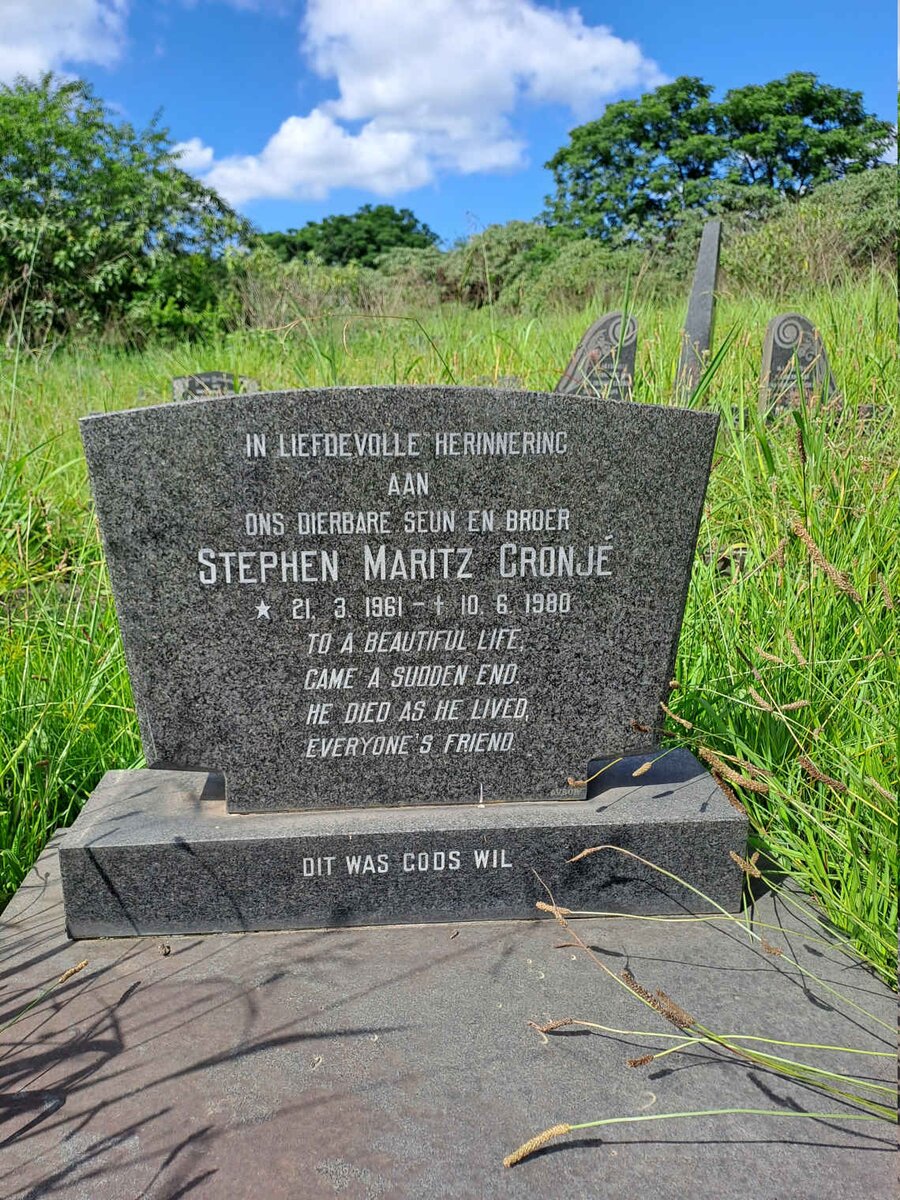 IN LIEFDEVOLLE HERINNERING
AAN
ONS DIERBARE SEUN EN BROER
STEPHEN MARITZ CRONJÉ
★ 21. 3. 1961 – † 10. 6. 1980
TO A BEAUTIFUL LIFE,
CAME A SUDDEN END.
HE DIED AS HE LIVED,
EVERYONE'S FRIEND
DIT WAS GODS WIL